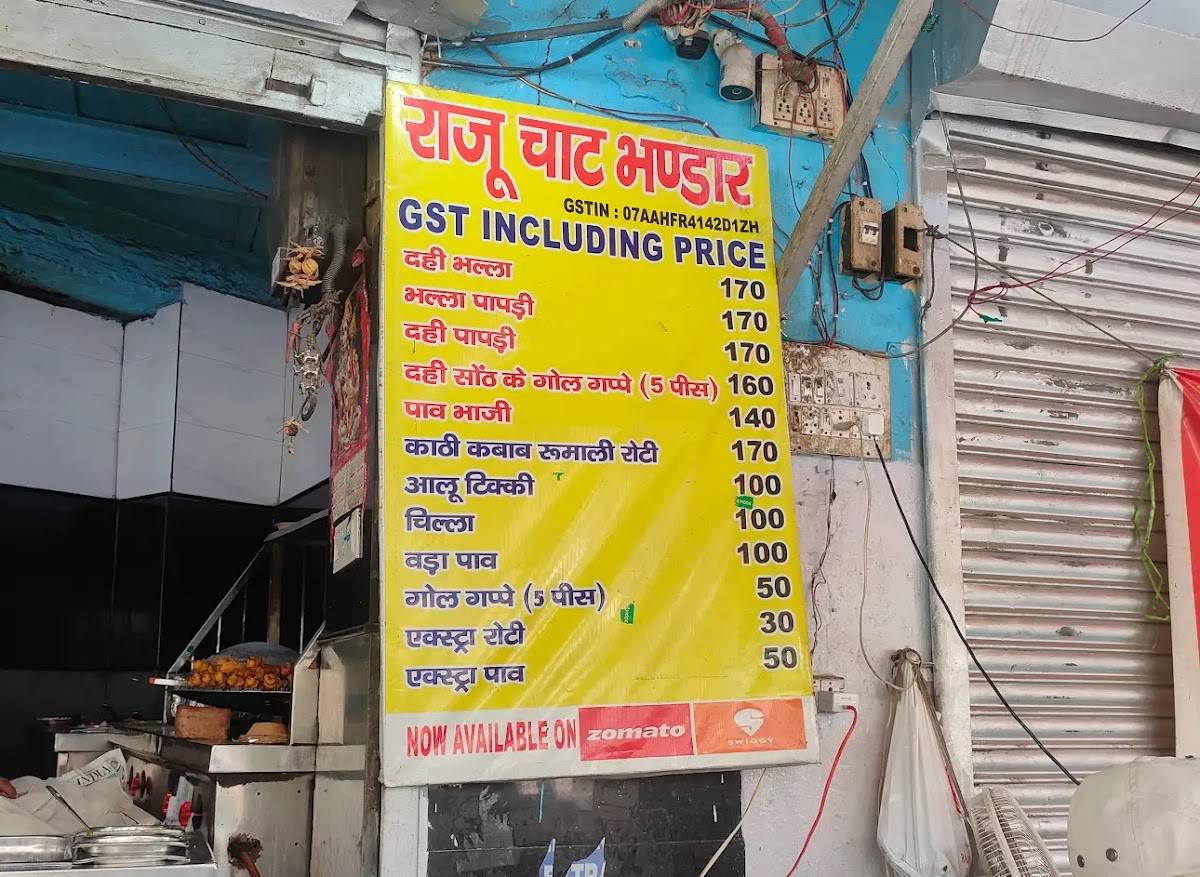 राजू चाट भण्डार
GSTIN : 07AAHFR4142D1ZH
GST INCLUDING PRICE
दही भल्ला 170
भल्ला पापड़ी 170
दही पापड़ी 170
दही सोंठ के गोल गप्पे (5 पीस) 160
पाव भाजी 140
काठी कबाब रूमाली रोटी 170
आलू टिक्की 100
चिल्ला 100
वड़ा पाव 100
गोल गप्पे (5 पीस) 50
एक्स्ट्रा रोटी 30
एक्स्ट्रा पाव 50
NOW AVAILABLE ON zomato SWIGGY